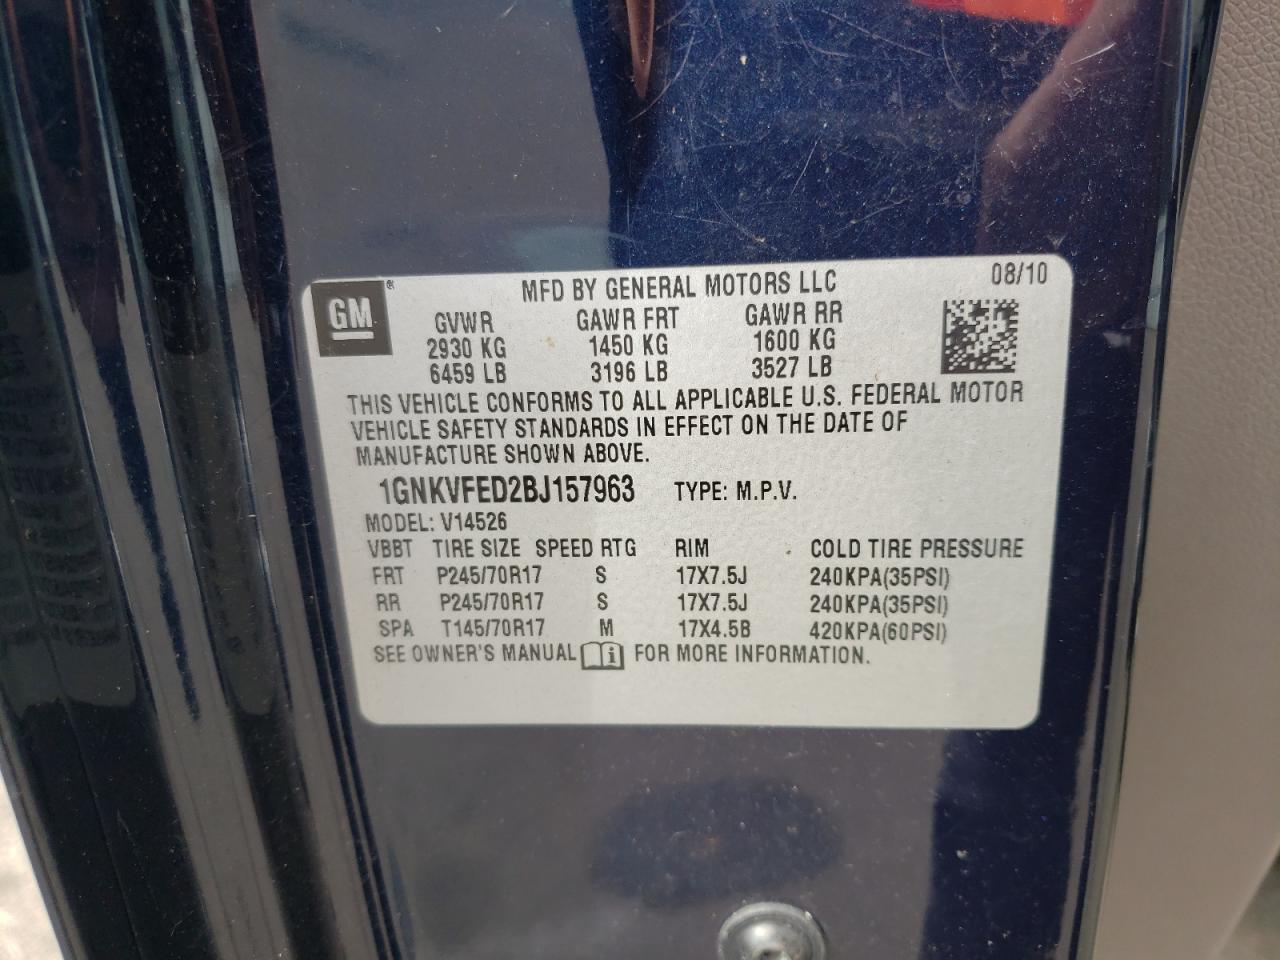 GM ®
MFD BY GENERAL MOTORS LLC 08/10
GVWR GAWR FRT GAWR RR
2930 KG 1450 KG 1600 KG
6459 LB 3196 LB 3527 LB
THIS VEHICLE CONFORMS TO ALL APPLICABLE U.S. FEDERAL MOTOR
VEHICLE SAFETY STANDARDS IN EFFECT ON THE DATE OF
MANUFACTURE SHOWN ABOVE.
1GNKVFED2BJ157963 TYPE: M.P.V.
MODEL: V14526
VBBT TIRE SIZE SPEED RTG RIM COLD TIRE PRESSURE
FRT P245/70R17 S 17X7.5J 240KPA(35PSI)
RR P245/70R17 S 17X7.5J 240KPA(35PSI)
SPA T145/70R17 M 17X4.5B 420KPA(60PSI)
SEE OWNER'S MANUAL i FOR MORE INFORMATION.